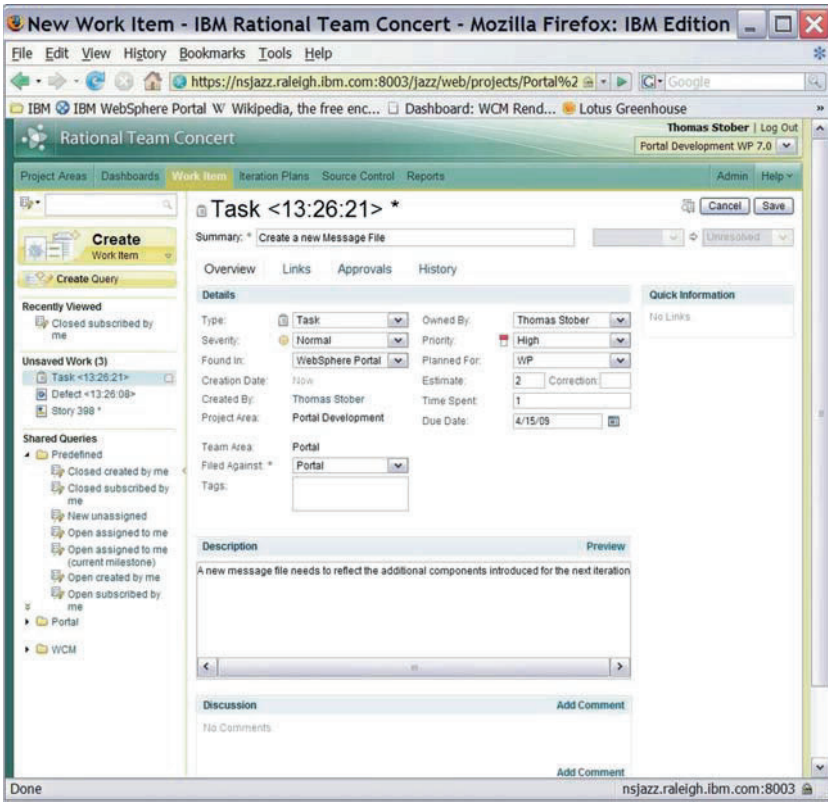 New Work Item - IBM Rational Team Concert - Mozilla Firefox: IBM Edition
File Edit View History Bookmarks Tools Help
https://nsjazz.raleigh.ibm.com:8003/jazz/web/projects/Portal%2
Google
IBM IBM WebSphere Portal W Wikipedia, the free enc... Dashboard: WCM Rend... Lotus Greenhouse »
Rational Team Concert
Thomas Stober | Log Out
Portal Development WP 7.0
Project Areas Dashboards Work Item Iteration Plans Source Control Reports Admin Help
Create
Work Item
Create Query
Recently Viewed
Closed subscribed by
me
Unsaved Work (3)
Task <13:26:21>
Defect <13:26:08>
Story 398 *
Shared Queries
Predefined
Closed created by me
Closed subscribed by
me
New unassigned
Open assigned to me
Open assigned to me
(current milestone)
Open created by me
Open subscribed by
me
Portal
WCM
Task <13:26:21> *
Cancel Save
Summary: * Create a new Message File
Unresolved
Overview Links Approvals History
Details
Type: Task Owned By: Thomas Stober
Severity: Normal Priority: High
Found In: WebSphere Portal Planned For: WP
Creation Date: Now Estimate: 2 Correction:
Created By: Thomas Stober Time Spent: 1
Project Area: Portal Development Due Date: 4/15/09
Team Area: Portal
Filed Against: * Portal
Tags:
Quick Information
No Links
Description Preview
A new message file needs to reflect the additional components introduced for the next iteration
Discussion Add Comment
No Comments
Add Comment
Done nsjazz.raleigh.ibm.com:8003